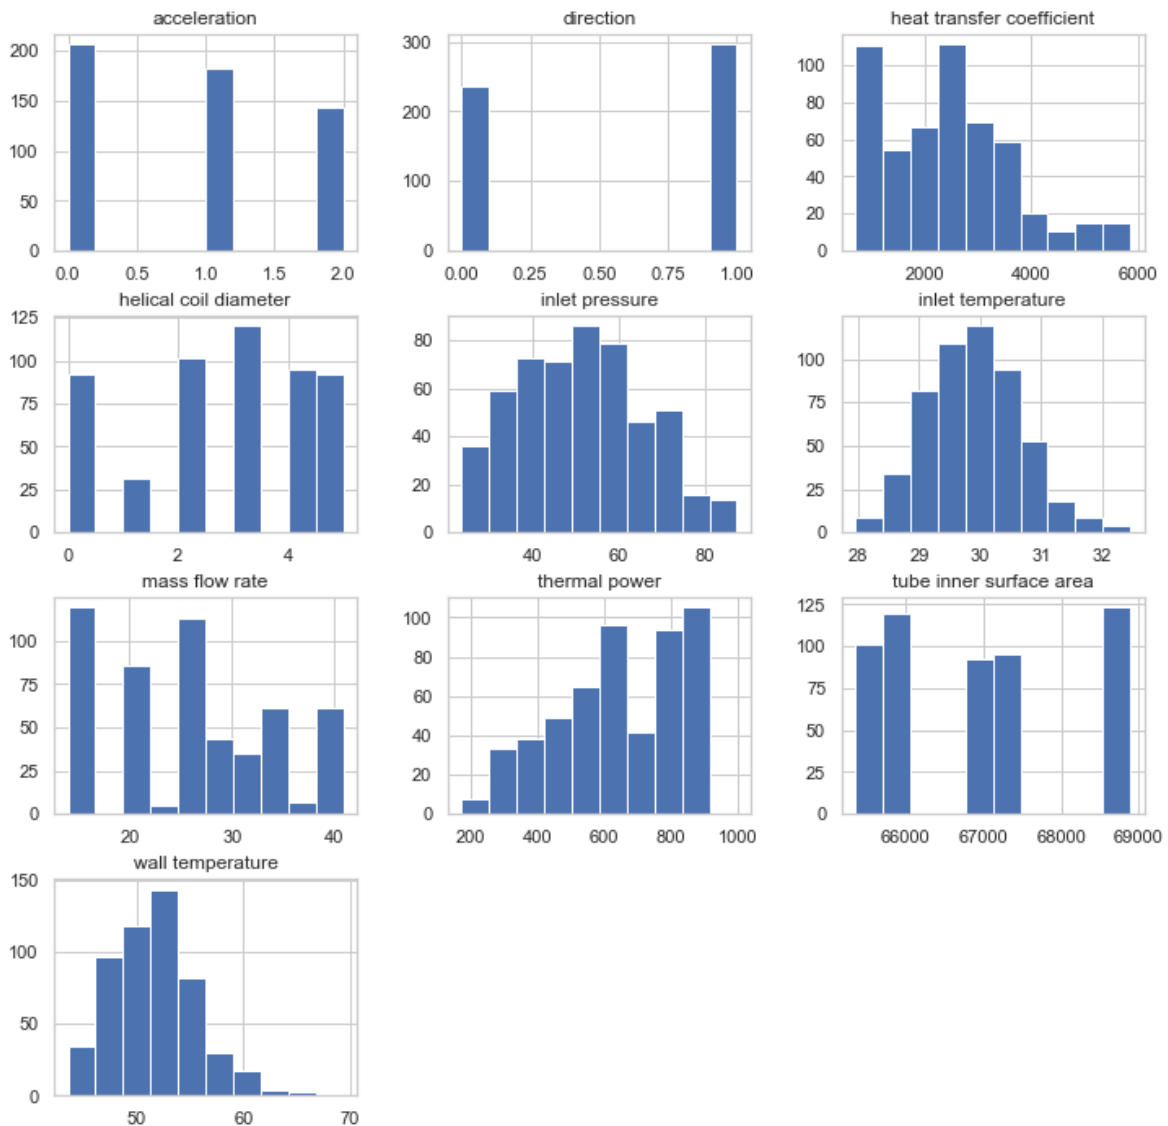 acceleration
200
150
100
50
0
0.0 0.5 1.0 1.5 2.0
direction
300
200
100
0
0.00 0.25 0.50 0.75 1.00
heat transfer coefficient
100
80
60
40
20
0
2000 4000 6000
helical coil diameter
125
100
75
50
25
0
0 2 4
inlet pressure
80
60
40
20
0
40 60 80
inlet temperature
100
75
50
25
0
28 29 30 31 32
mass flow rate
100
75
50
25
0
20 30 40
thermal power
100
80
60
40
20
0
200 400 600 800 1000
tube inner surface area
125
100
75
50
25
0
66000 67000 68000 69000
wall temperature
150
100
50
0
50 60 70